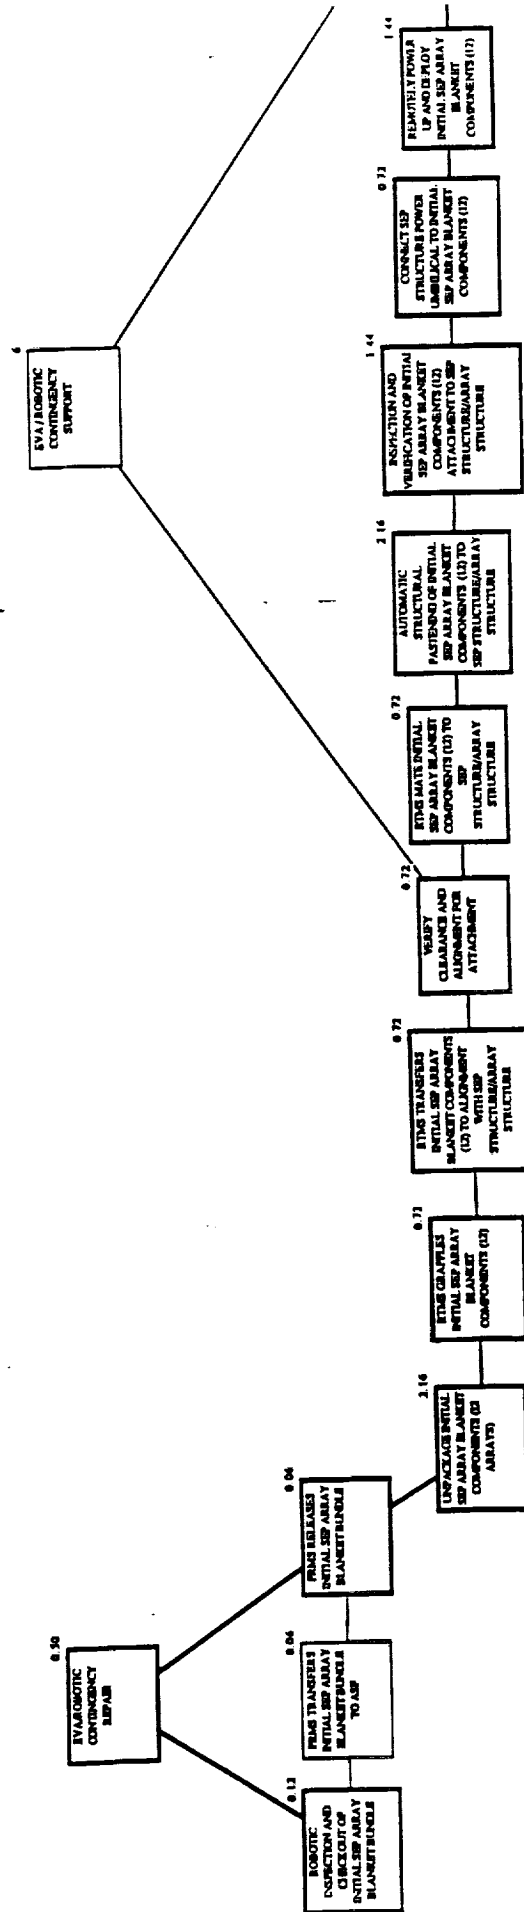 0.50
EVA/ROBOTIC
CONTINGENCY
REPAIR
0.12
ROBOTIC
INSPECTION AND
CHECKOUT OF
INITIAL SEP ARRAY
BLANKET BUNDLE
0.06
PRMS TRANSFERS
INITIAL SEP ARRAY
BLANKET BUNDLE
TO ASF
0.06
PRMS RELEASES
INITIAL SEP ARRAY
BLANKET BUNDLE
2.16
UNPACKAGE INITIAL
SEP ARRAY BLANKET
COMPONENTS (12
ARRAYS)
0.72
RTMS GRAPPLES
INITIAL SEP ARRAY
BLANKET
COMPONENTS (12)
0.72
RTMS TRANSFERS
INITIAL SEP ARRAY
BLANKET COMPONENTS
(12) TO ALIGNMENT
WITH SEP
STRUCTURE/ARRAY
STRUCTURE
0.72
VERIFY
CLEARANCE AND
ALIGNMENT FOR
ATTACHMENT
6
EVA / ROBOTIC
CONTINGENCY
SUPPORT
0.72
RTMS MATE INITIAL
SEP ARRAY BLANKET
COMPONENTS (12) TO
SEP
STRUCTURE/ARRAY
STRUCTURE
2.16
AUTOMATIC
STRUCTURAL
FASTENING OF INITIAL
SEP ARRAY BLANKET
COMPONENTS (12) TO
SEP STRUCTURE/ARRAY
STRUCTURE
1.44
INSPECTION AND
VERIFICATION OF INITIAL
SEP ARRAY BLANKET
COMPONENTS (12)
ATTACHMENT TO SEP
STRUCTURE/ARRAY
STRUCTURE
0.72
CONNECT SEP
STRUCTURE POWER
UMBILICAL TO INITIAL
SEP ARRAY BLANKET
COMPONENTS (12)
1.44
REMOTELY POWER
UP AND DEPLOY
INITIAL SEP ARRAY
BLANKET
COMPONENTS (12)